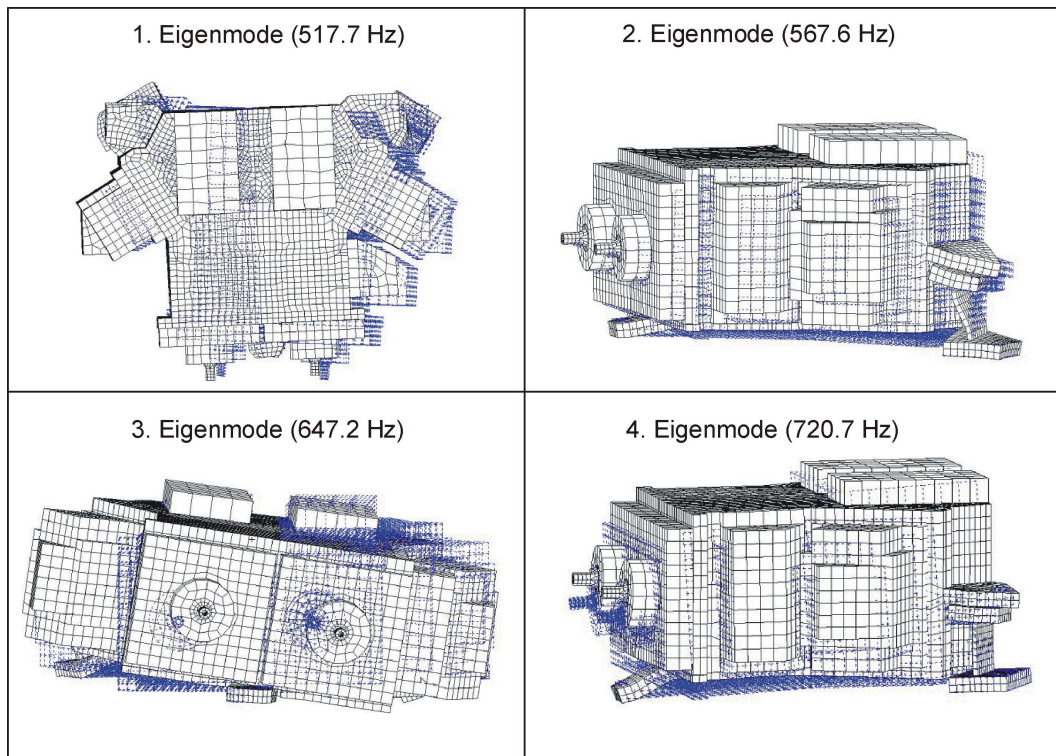 1. Eigenmode (517.7 Hz)
2. Eigenmode (567.6 Hz)
3. Eigenmode (647.2 Hz)
4. Eigenmode (720.7 Hz)